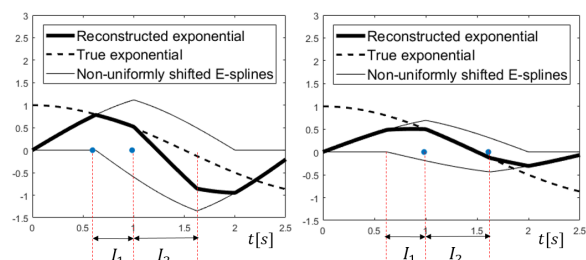 3
2.5
2
1.5
1
0.5
0
-0.5
-1
-1.5
Reconstructed exponential
True exponential
Non-uniformly shifted E-splines
0 0.5 1 1.5 2 2.5
t[s]
I₁ I₂
3
2.5
2
1.5
1
0.5
0
-0.5
-1
-1.5
Reconstructed exponential
True exponential
Non-uniformly shifted E-splines
0 0.5 1 1.5 2 2.5
t[s]
I₁ I₂